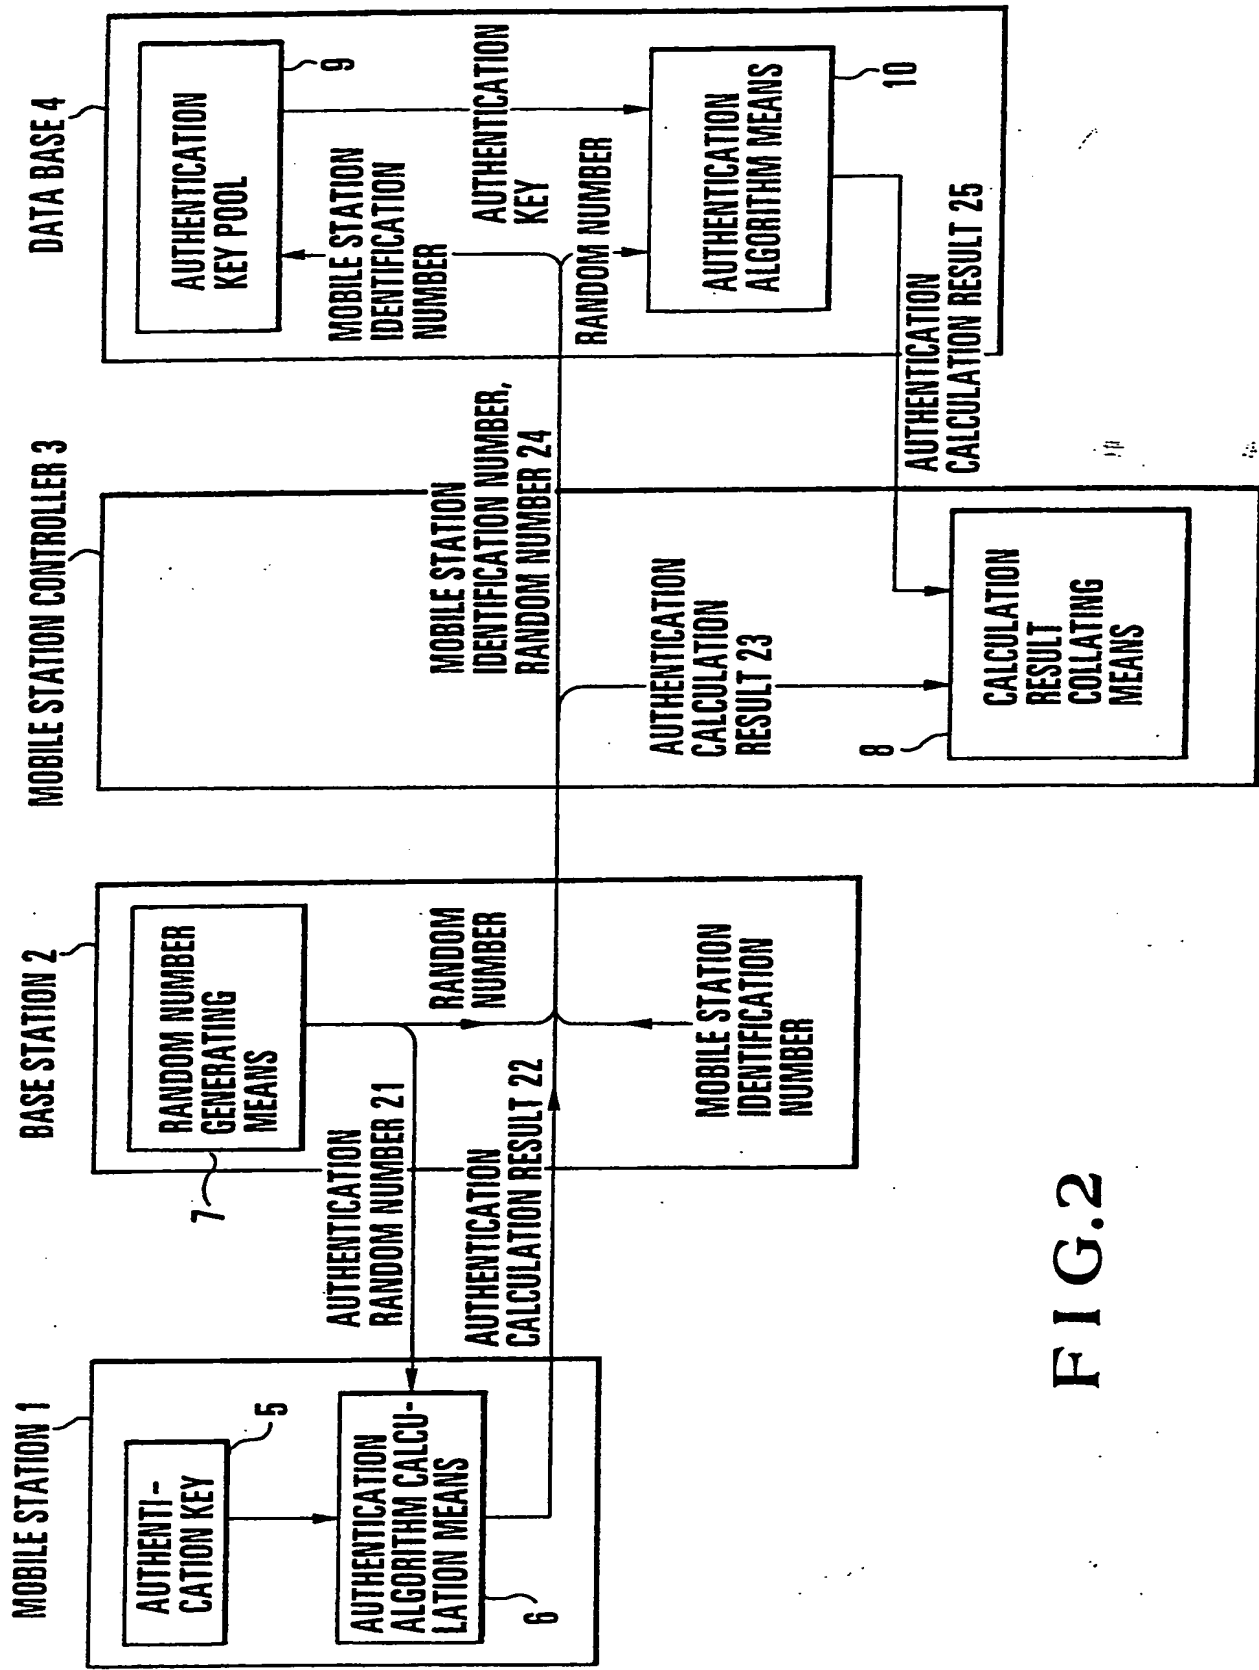 MOBILE STATION 1
AUTHENTI-
CATION KEY
5
AUTHENTICATION
ALGORITHM CALCU-
LATION MEANS
6
BASE STATION 2
RANDOM NUMBER
GENERATING
MEANS
7
AUTHENTICATION
RANDOM NUMBER 21
RANDOM
NUMBER
AUTHENTICATION
CALCULATION RESULT 22
MOBILE STATION
IDENTIFICATION
NUMBER
MOBILE STATION CONTROLLER 3
MOBILE STATION
IDENTIFICATION NUMBER,
RANDOM NUMBER 24
AUTHENTICATION
CALCULATION
RESULT 23
CALCULATION
RESULT
COLLATING
MEANS
8
DATA BASE 4
AUTHENTICATION
KEY POOL
9
MOBILE STATION
IDENTIFICATION
NUMBER
AUTHENTICATION
KEY
RANDOM NUMBER
AUTHENTICATION
ALGORITHM MEANS
10
AUTHENTICATION
CALCULATION RESULT 25
FIG.2